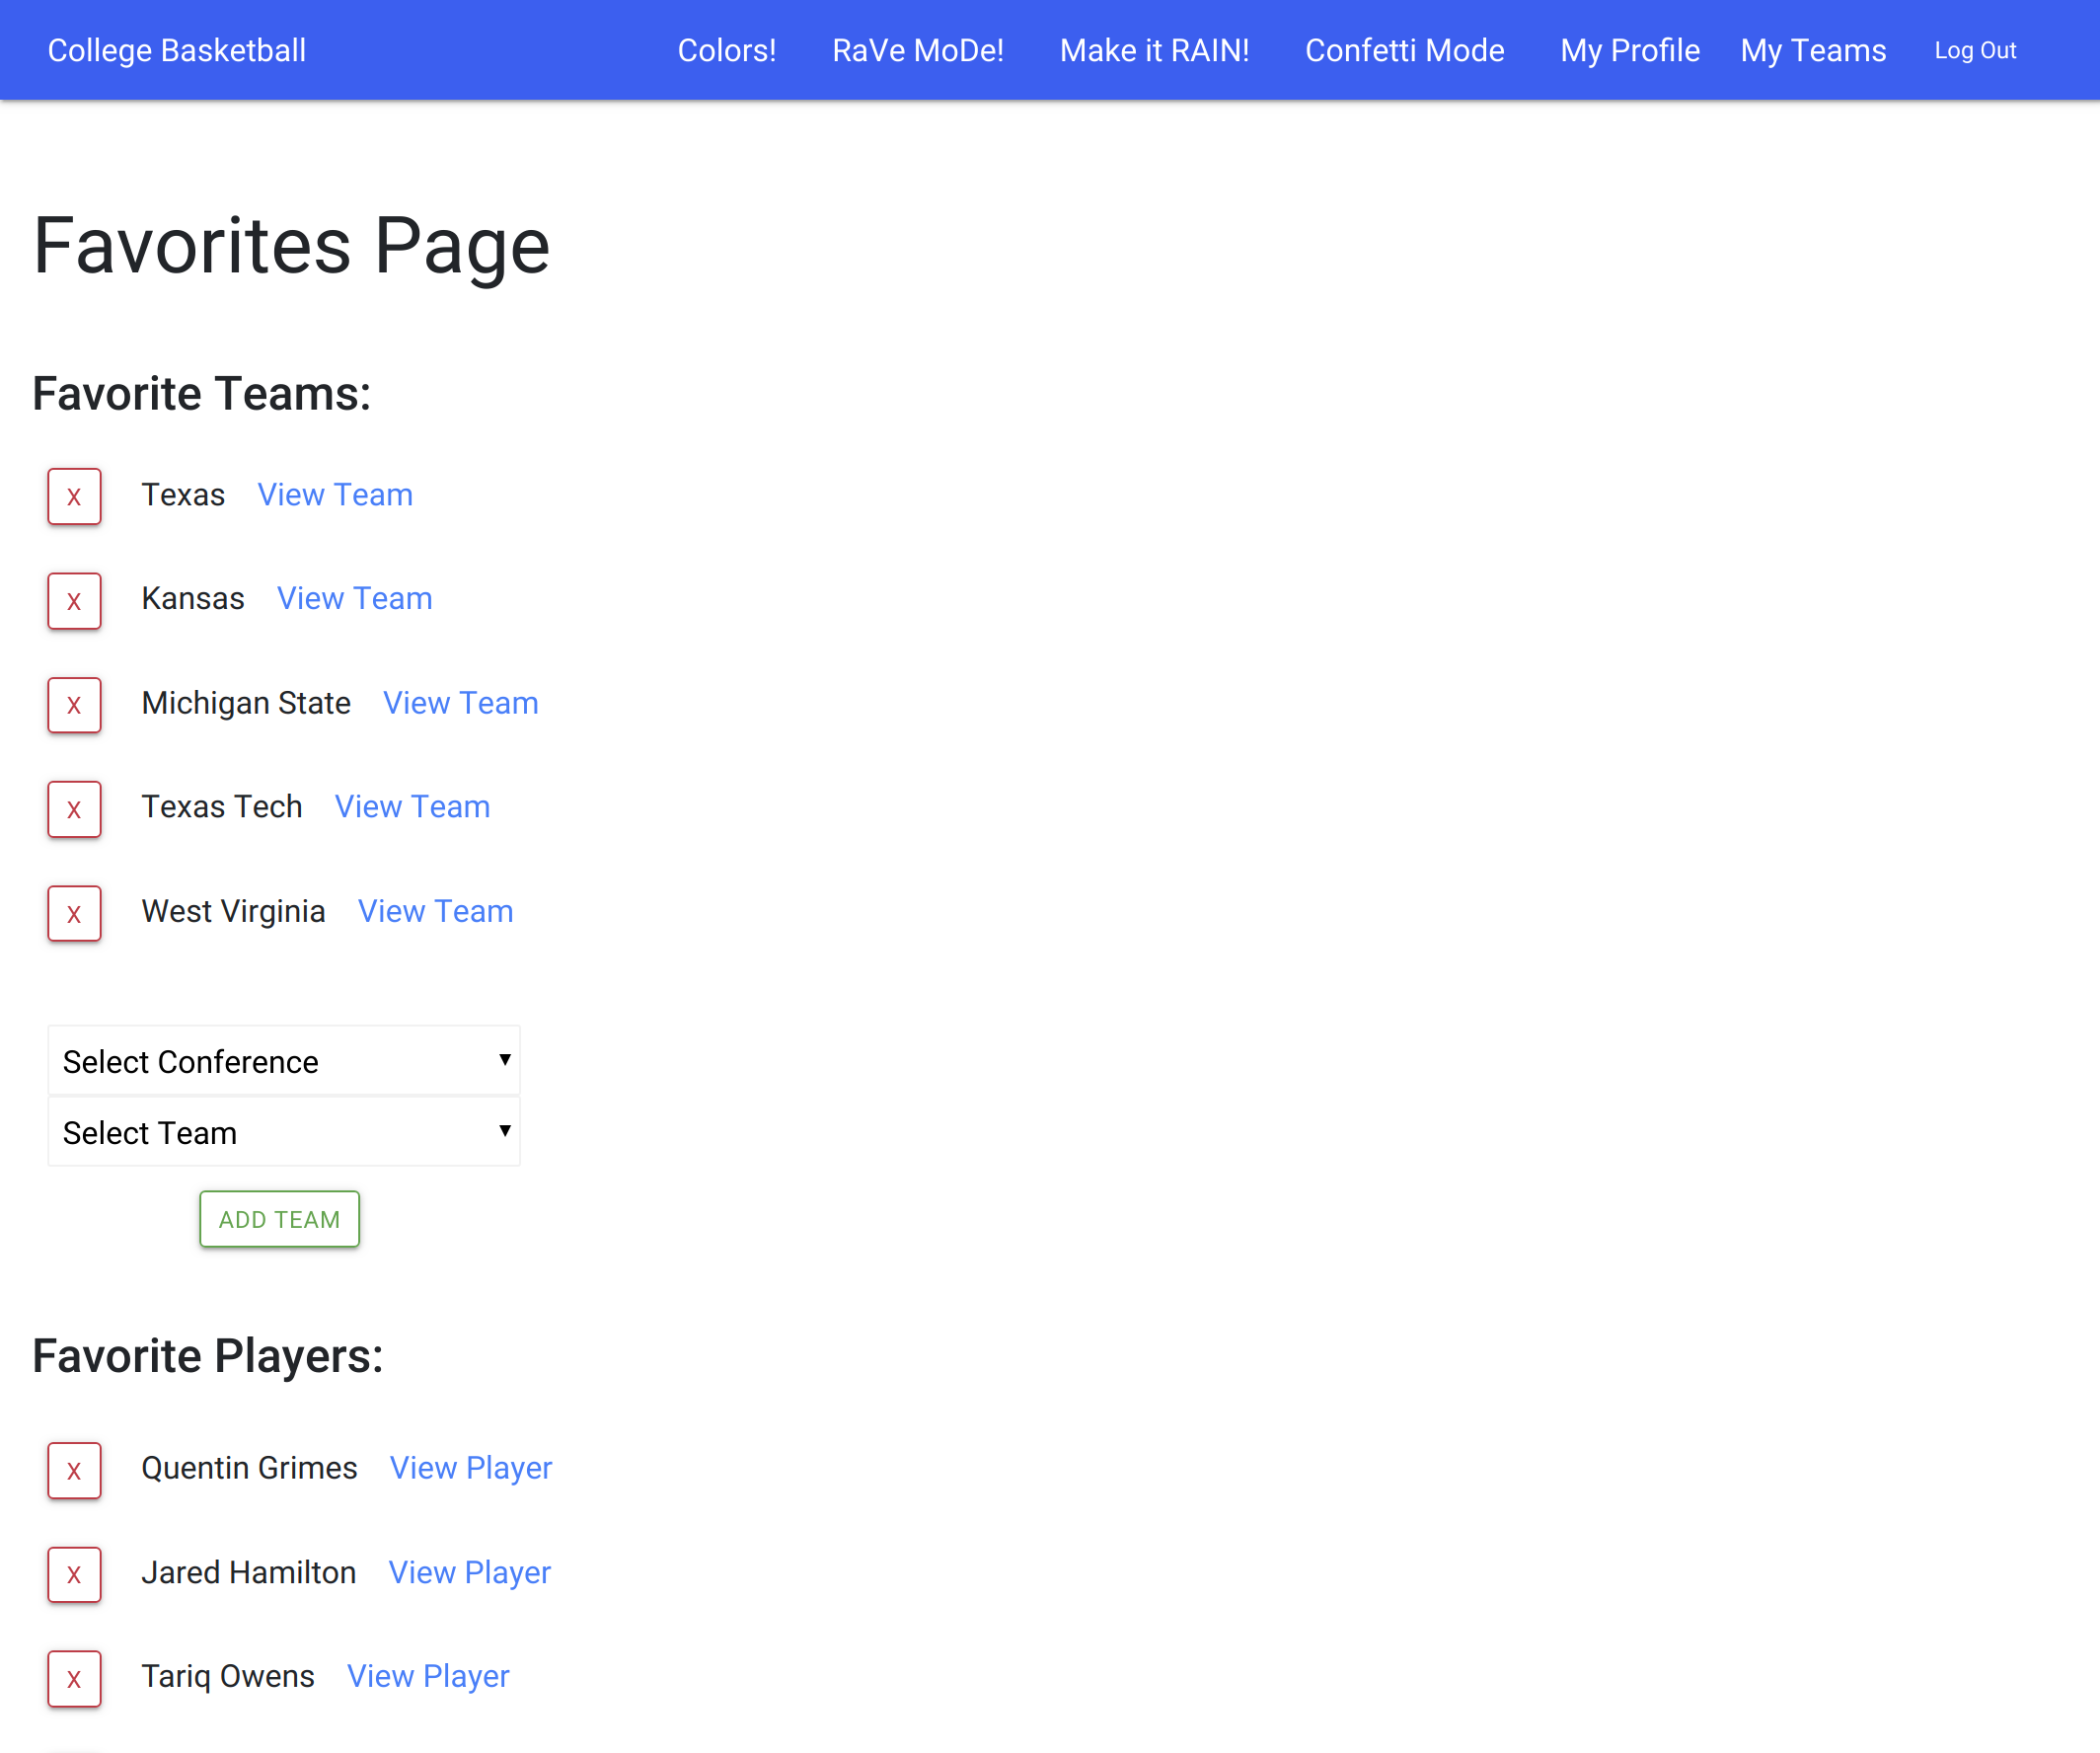 College Basketball Colors! RaVe MoDe! Make it RAIN! Confetti Mode My Profile My Teams Log Out
Favorites Page
Favorite Teams:
X Texas View Team
X Kansas View Team
X Michigan State View Team
X Texas Tech View Team
X West Virginia View Team
Select Conference
Select Team
ADD TEAM
Favorite Players:
X Quentin Grimes View Player
X Jared Hamilton View Player
X Tariq Owens View Player